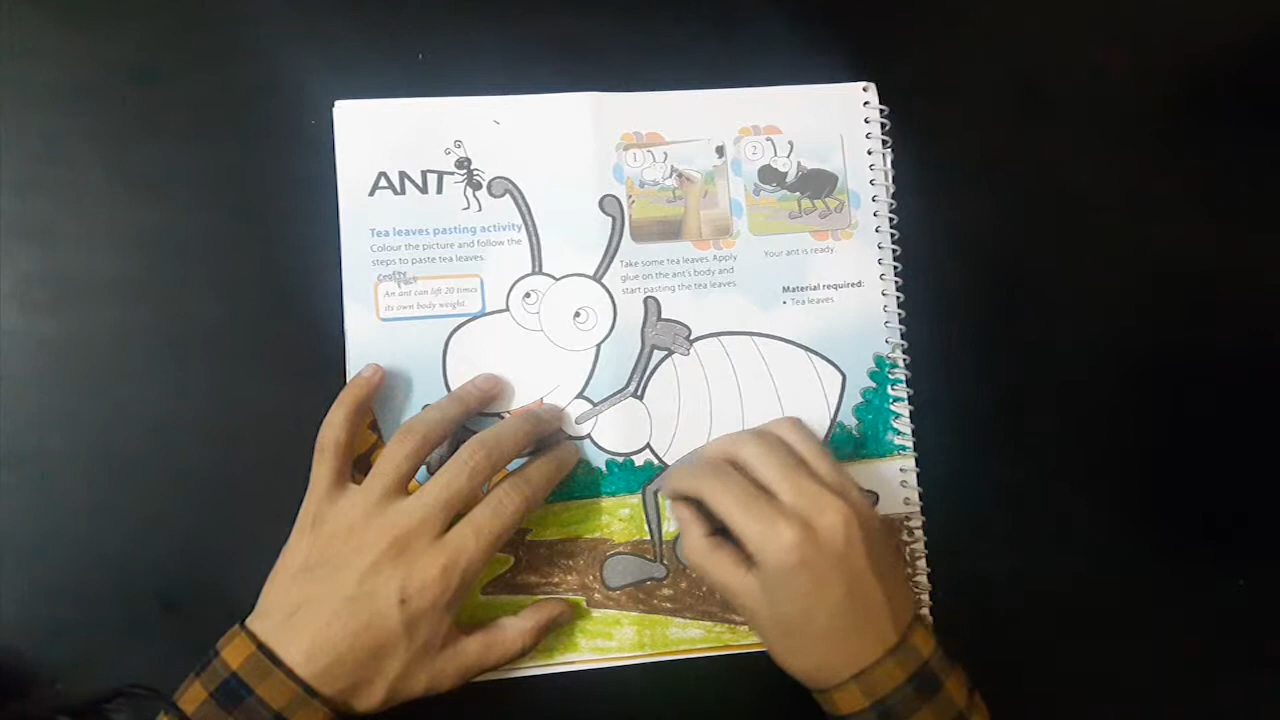 ANT
Tea leaves pasting activity
Colour the picture and follow the
steps to paste tea leaves.
Crafty
Fact
An ant can lift 20 times
its own body weight.
1
2
Take some tea leaves. Apply
glue on the ant's body and
start pasting the tea leaves.
Your ant is ready.
Material required:
• Tea leaves